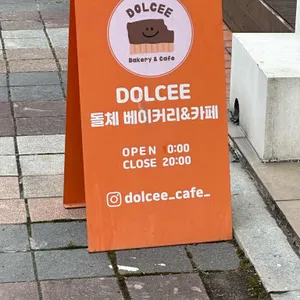 DOLCEE
Bakery & Cafe
DOLCEE
돌체 베이커리&카페
OPEN 10:00
CLOSE 20:00
dolcee_cafe_